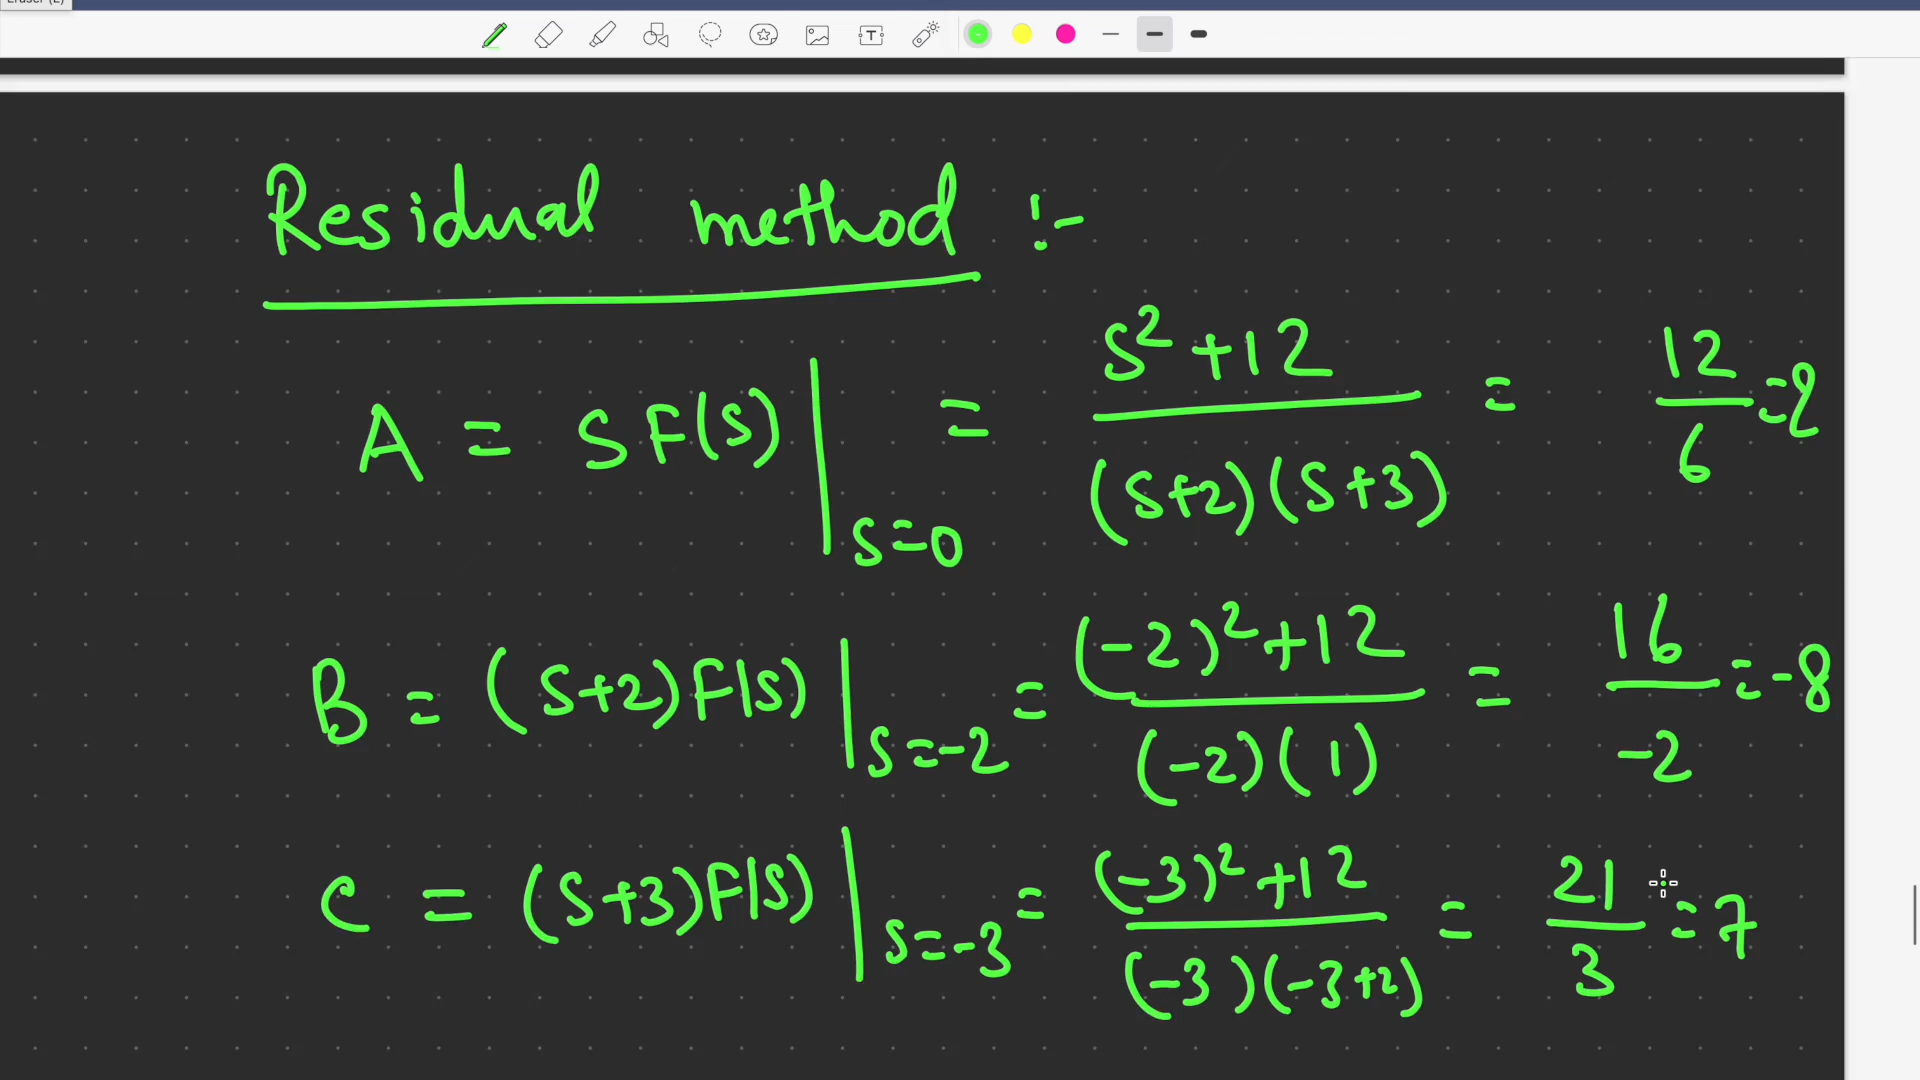 Residual method :-
A = SF(s)|s=0 = s²+12 / (s+2)(s+3) = 12/6 = 2
B = (s+2)F(s)|s=-2 = (-2)²+12 / (-2)(1) = 16/-2 = -8
C = (s+3)F(s)|s=-3 = (-3)²+12 / (-3)(-3+2) = 21/3 = 7